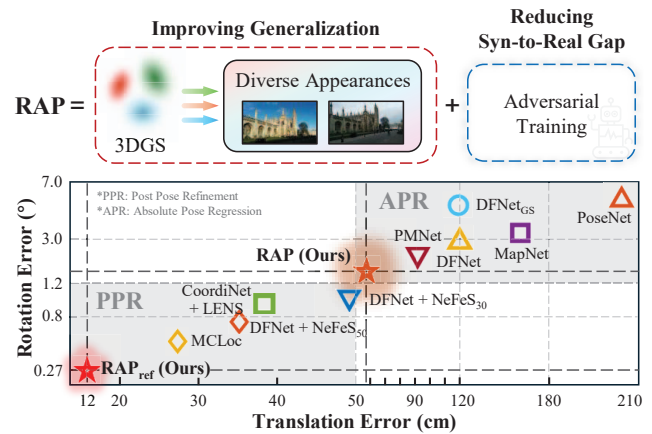 Improving Generalization
Reducing
Syn-to-Real Gap
RAP =
3DGS
Diverse Appearances
+
Adversarial
Training
*PPR: Post Pose Refinement
*APR: Absolute Pose Regression
APR
PPR
DFNetGS
PoseNet
PMNet
DFNet
MapNet
RAP (Ours)
CoordiNet
+ LENS
DFNet + NeFeS30
DFNet + NeFeS50
MCLoc
RAPref (Ours)
Rotation Error (°)
7.0
3.0
1.2
0.8
0.27
12 20 30 40 50 90 120 180 210
Translation Error (cm)